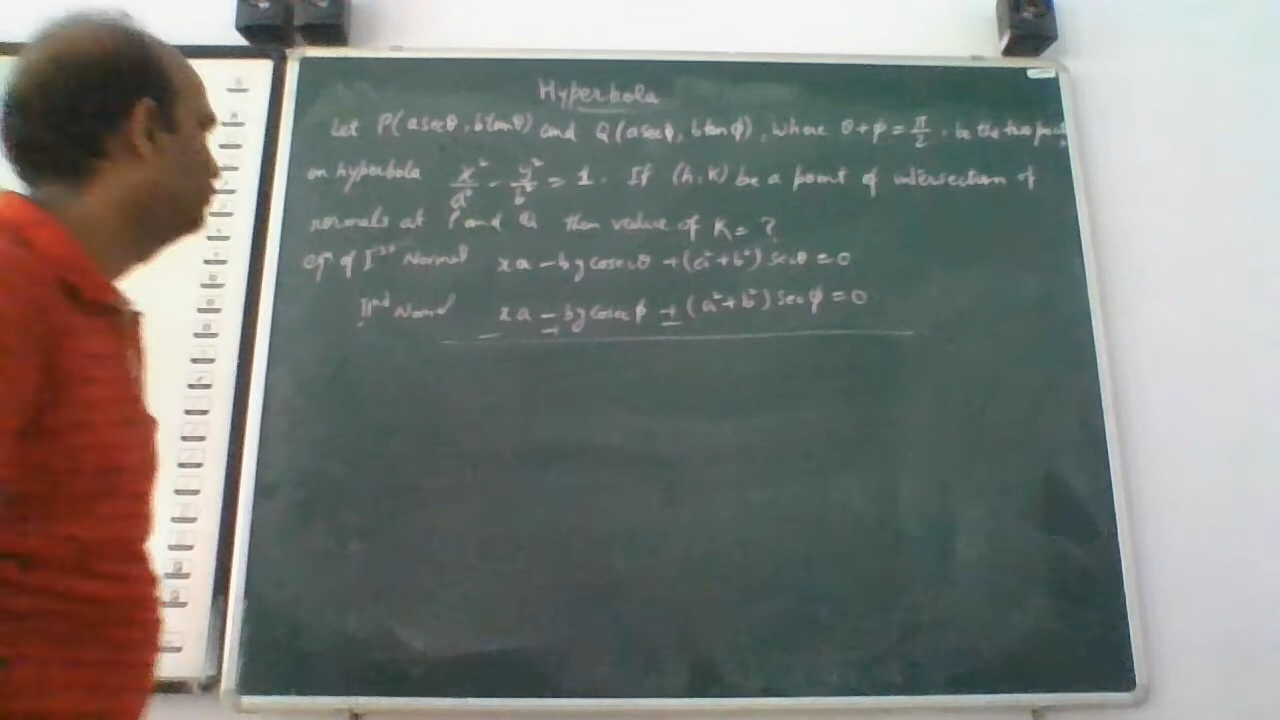 Hyperbola
Let P(a secθ, b tanθ) and Q(a secϕ, b tanϕ), where θ+ϕ = π/2, be the two
on hyperbola x²/a² - y²/b² = 1. If (h, k) be a point of intersection of
normals at P and Q then value of K = ?
of Ist Normal xa - by cosecθ + (a²+b²) secθ = 0
IInd Normal xa - by cosecϕ + (a²+b²) secϕ = 0